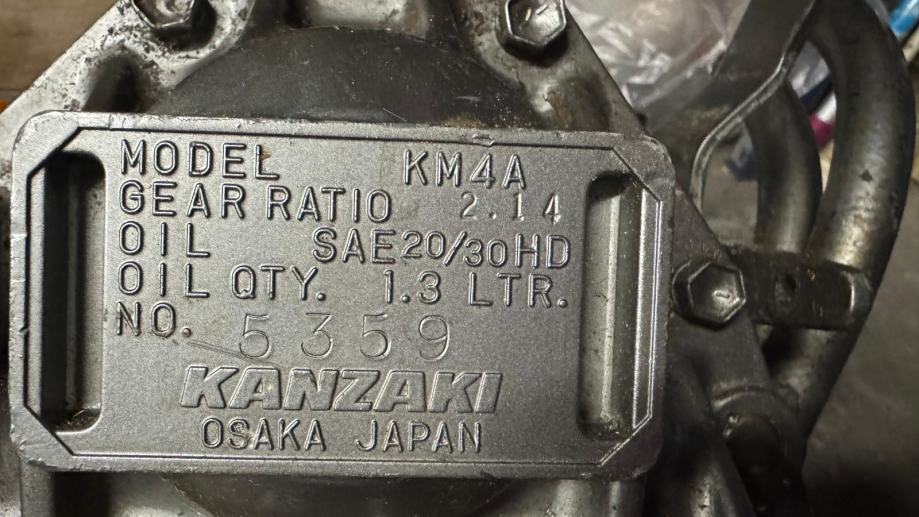 MODEL KM4A
GEAR RATIO 2.14
OIL SAE20/30HD
OIL QTY. 1.3 LTR.
NO. 5359
KANZAKI
OSAKA JAPAN